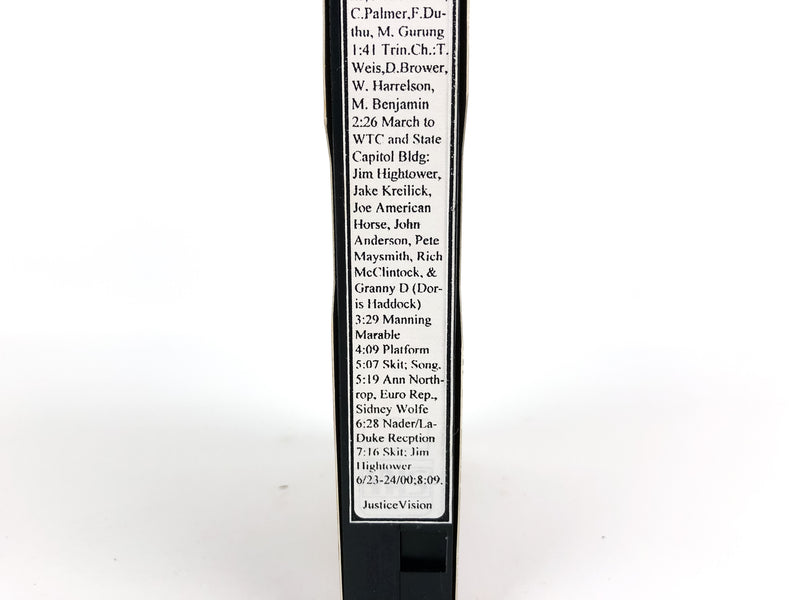 C.Palmer,F.Du-
thu, M. Gurung
1:41 Trin.Ch.:T.
Weis,D.Brower,
W. Harrelson,
M. Benjamin
2:26 March to
WTC and State
Capitol Bldg:
Jim Hightower,
Jake Kreilick,
Joe American
Horse, John
Anderson, Pete
Maysmith, Rich
McClintock, &
Granny D (Dor-
is Haddock)
3:29 Manning
Marable
4:09 Platform
5:07 Skit; Song.
5:19 Ann North-
rop, Euro Rep.,
Sidney Wolfe
6:28 Nader/La-
Duke Recption
7:16 Skit; Jim
Hightower
6/23-24/00;8:09.
JusticeVision